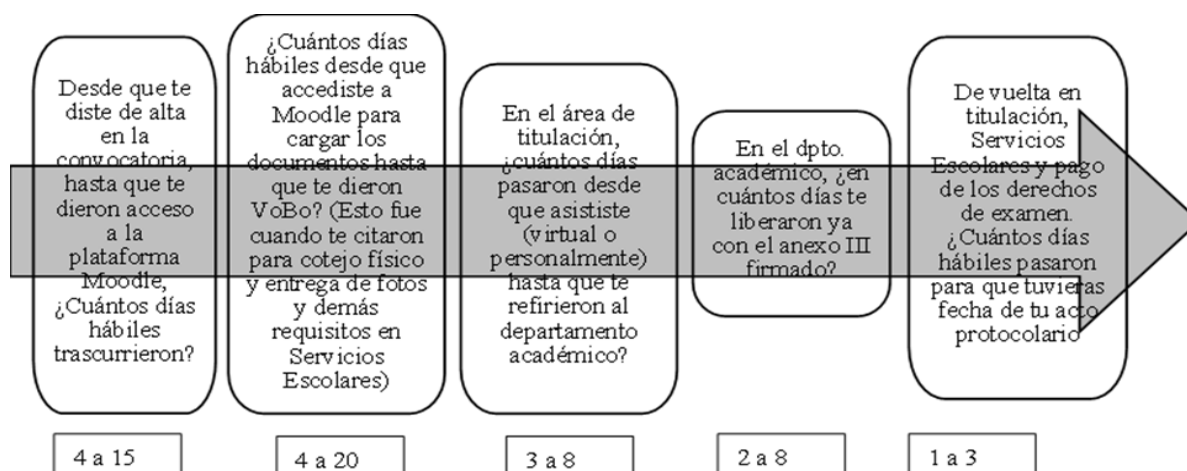 Desde que te
diste de alta
en la
convocatoria,
hasta que te
dieron acceso
a la
plataforma
Moodle,
¿Cuántos días
hábiles
trascurrieron?
¿Cuántos días
hábiles desde que
accediste a
Moodle para
cargar los
documentos hasta
que te dieron
VoBo? (Esto fue
cuando te citaron
para cotejo físico
y entrega de fotos
y demás
requisitos en
Servicios
Escolares)
En el área de
titulación,
¿cuántos días
pasaron desde
que asististe
(virtual o
personalmente)
hasta que te
refirieron al
departamento
académico?
En el dpto.
académico, ¿en
cuántos días te
liberaron ya
con el anexo III
firmado?
De vuelta en
titulación,
Servicios
Escolares y pago
de los derechos
de examen.
¿Cuántos días
hábiles pasaron
para que tuvieras
fecha de tu acto
protocolario
4 a 15
4 a 20
3 a 8
2 a 8
1 a 3